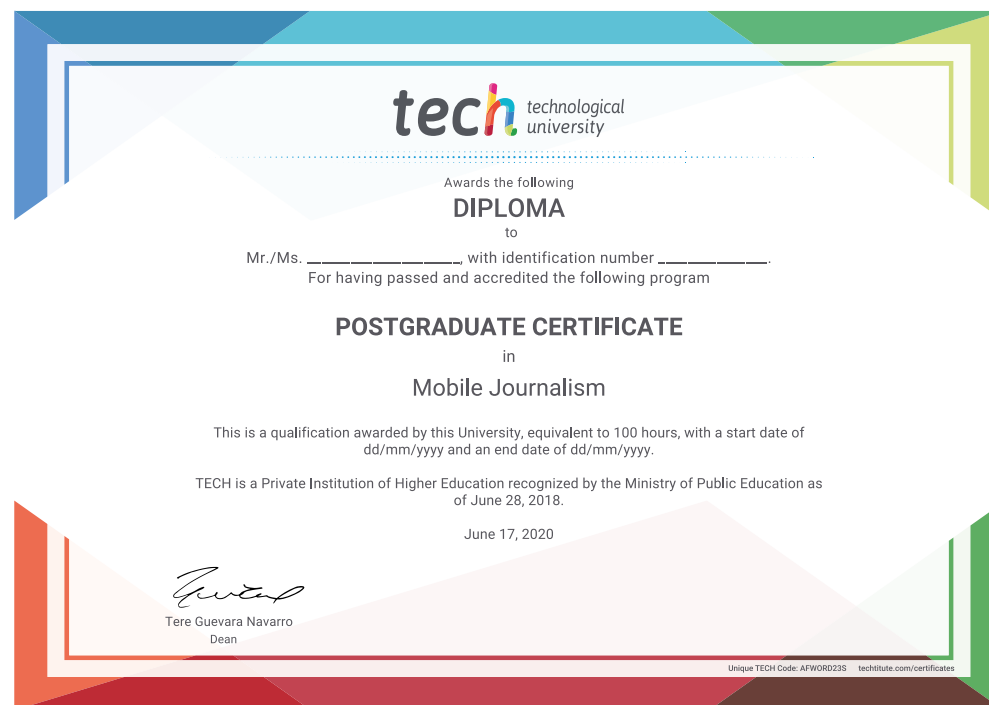 tech technological
university
Awards the following
DIPLOMA
to
Mr./Ms. ____________________, with identification number ______________.
For having passed and accredited the following program
POSTGRADUATE CERTIFICATE
in
Mobile Journalism
This is a qualification awarded by this University, equivalent to 100 hours, with a start date of
dd/mm/yyyy and an end date of dd/mm/yyyy.
TECH is a Private Institution of Higher Education recognized by the Ministry of Public Education as
of June 28, 2018.
June 17, 2020
Tere Guevara Navarro
Dean
Unique TECH Code: AFWORD23S techtitute.com/certificates